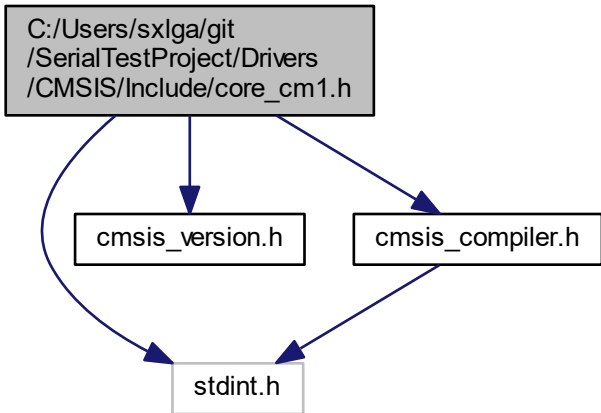 C:/Users/sxlga/git
/SerialTestProject/Drivers
/CMSIS/Include/core_cm1.h
cmsis_version.h
cmsis_compiler.h
stdint.h